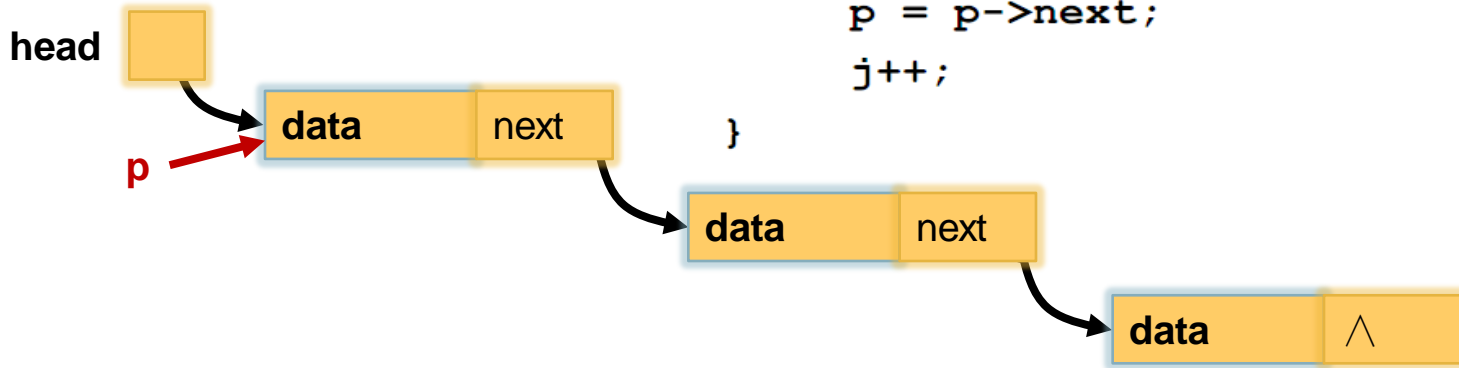 p = p->next;
head
j++;
data next
}
p
data next
data ∧